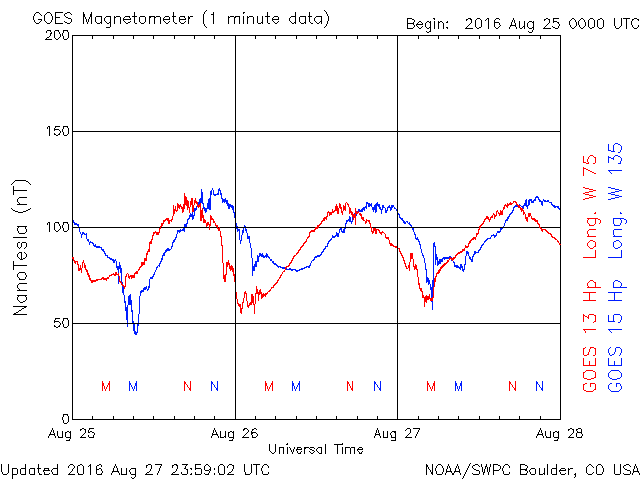 GOES Magnetometer (1 minute data)
Begin: 2016 Aug 25 0000 UTC
200
150
100
50
0
NanoTesla (nT)
M M N N M M N N M M N N
Aug 25 Aug 26 Aug 27 Aug 28
Universal Time
GOES 13 Hp Long. W 75
GOES 15 Hp Long. W 135
Updated 2016 Aug 27 23:59:02 UTC
NOAA/SWPC Boulder, CO USA